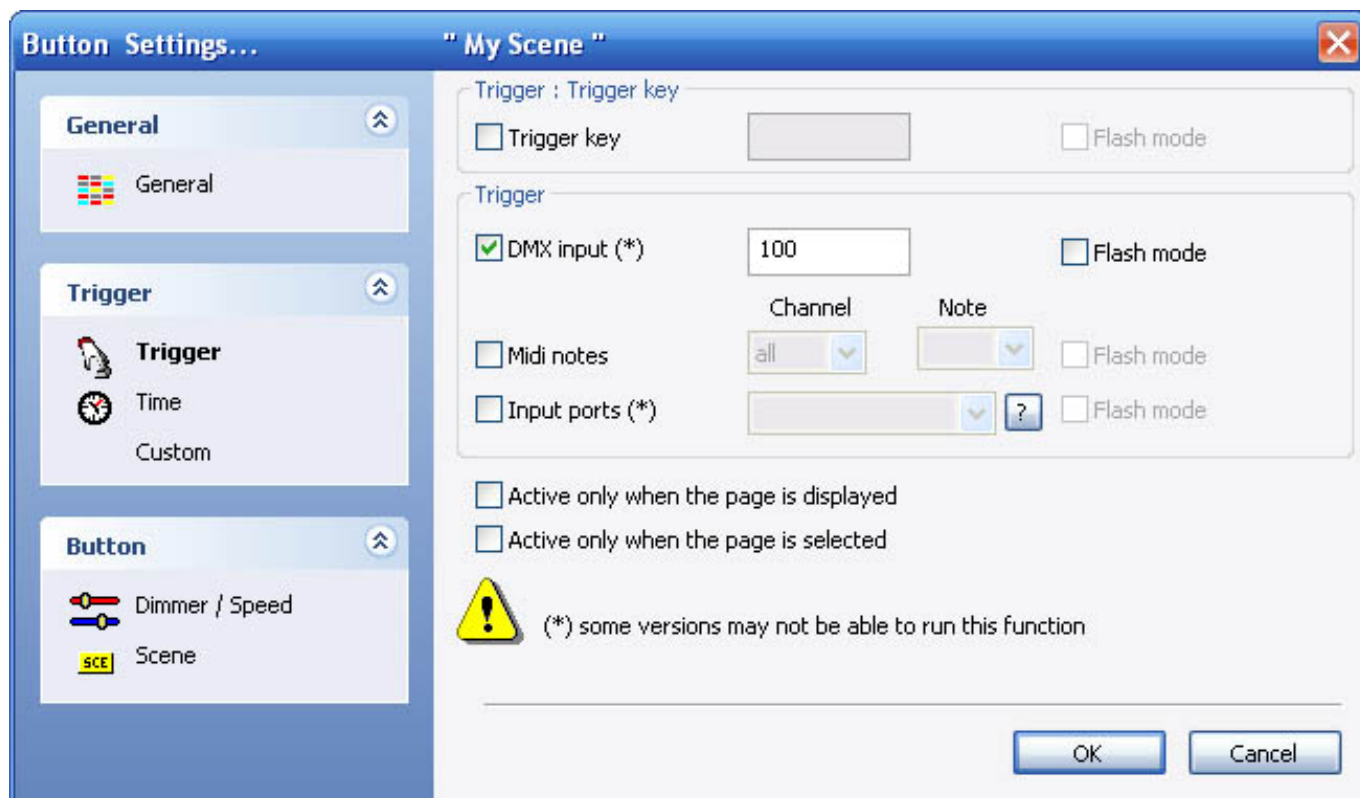 Button Settings...
" My Scene "
General
General
Trigger
Trigger
Time
Custom
Button
Dimmer / Speed
SCE
Scene
Trigger : Trigger key
Trigger key
Flash mode
Trigger
DMX input (*)
100
Flash mode
Channel
Note
Midi notes
all
Flash mode
Input ports (*)
?
Flash mode
Active only when the page is displayed
Active only when the page is selected
(*) some versions may not be able to run this function
OK
Cancel